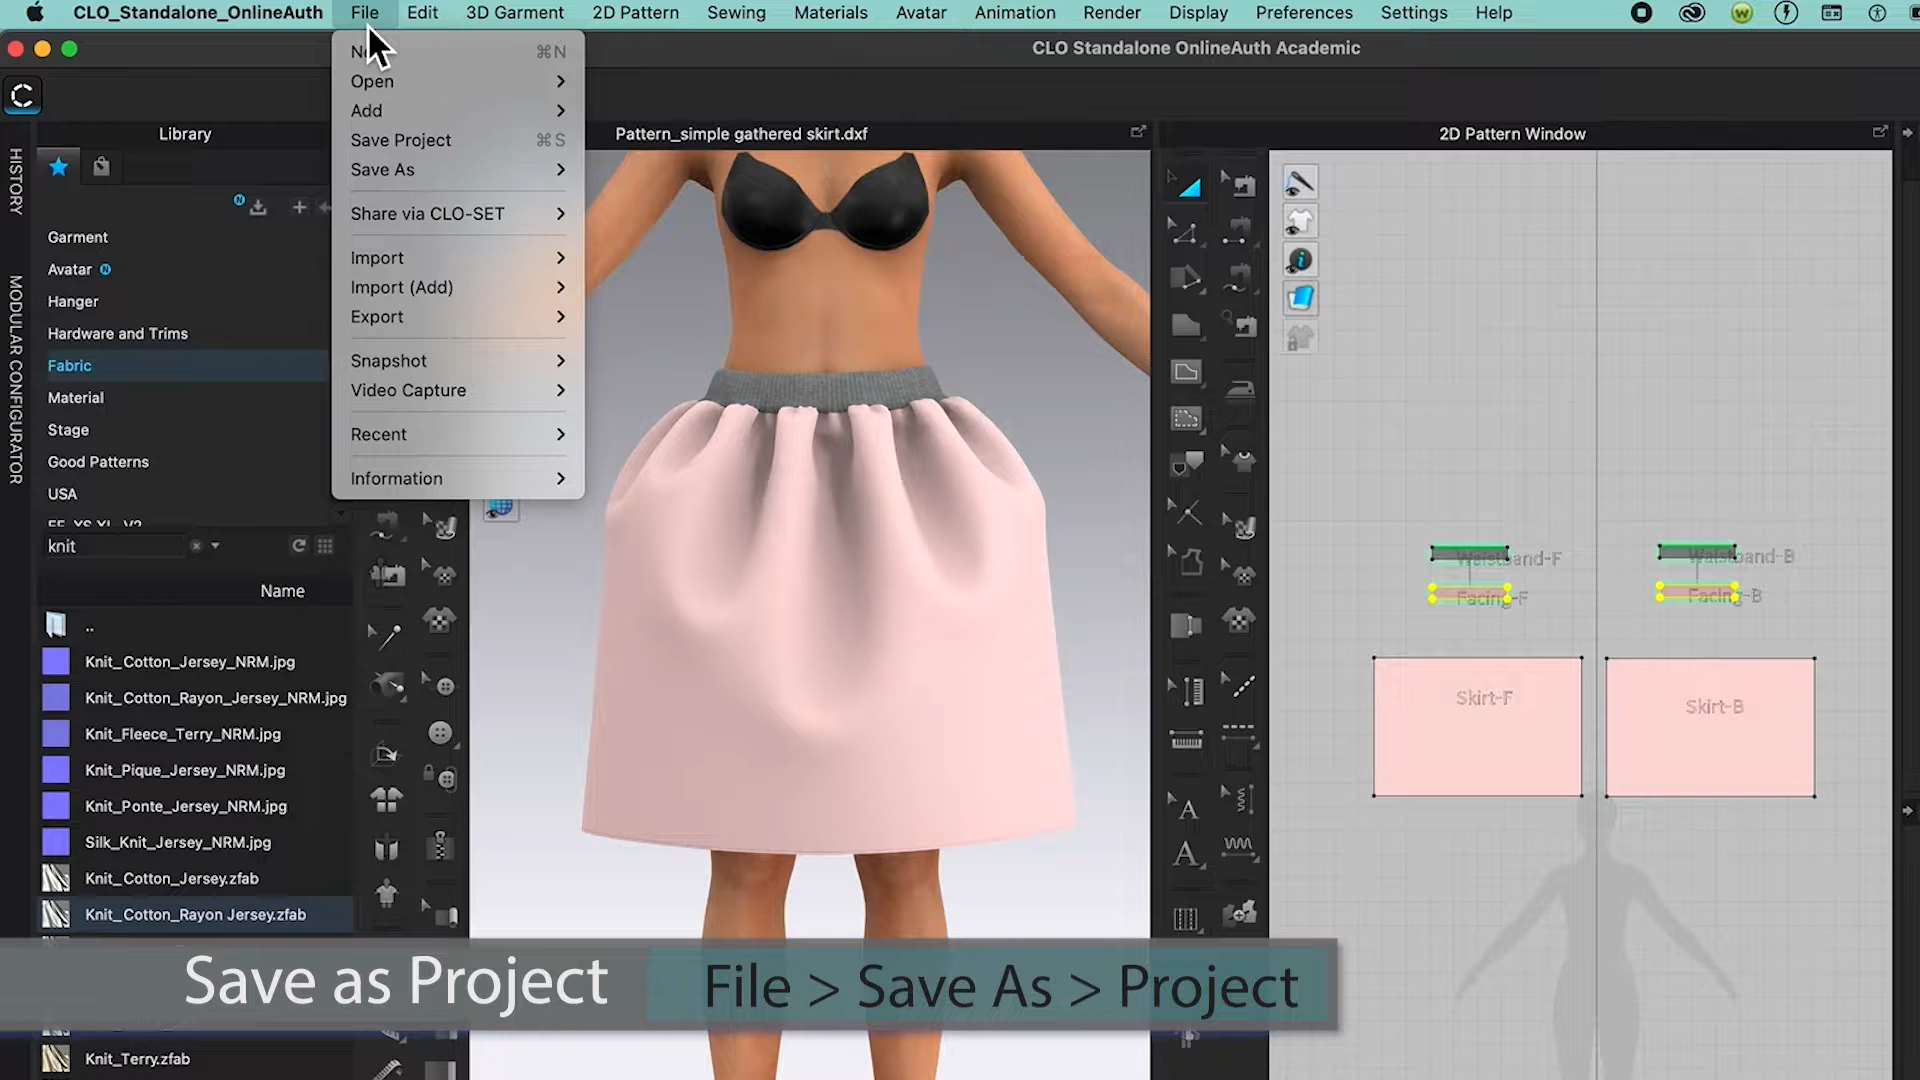 CLO_Standalone_OnlineAuth File Edit 3D Garment 2D Pattern Sewing Materials Avatar Animation Render Display Preferences Settings Help
CLO Standalone OnlineAuth Academic
⌘N
Open
Add
Save Project ⌘S
Save As
Share via CLO-SET
Import
Import (Add)
Export
Snapshot
Video Capture
Recent
Information
Library
Pattern_simple gathered skirt.dxf
2D Pattern Window
HISTORY
MODULAR CONFIGURATOR
Garment
Avatar N
Hanger
Hardware and Trims
Fabric
Material
Stage
Good Patterns
USA
knit
Name
..
Knit_Cotton_Jersey_NRM.jpg
Knit_Cotton_Rayon_Jersey_NRM.jpg
Knit_Fleece_Terry_NRM.jpg
Knit_Pique_Jersey_NRM.jpg
Knit_Ponte_Jersey_NRM.jpg
Silk_Knit_Jersey_NRM.jpg
Knit_Cotton_Jersey.zfab
Knit_Cotton_Rayon Jersey.zfab
Knit_Terry.zfab
Waistband-F
Facing-F
Waistband-B
Facing-B
Skirt-F
Skirt-B
Save as Project
File > Save As > Project